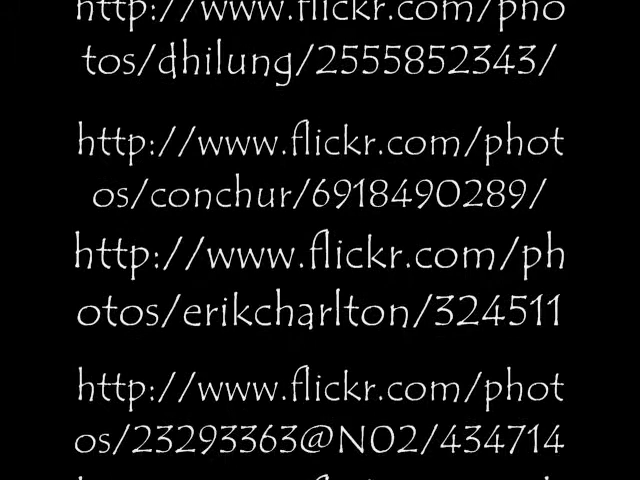 http://www.flickr.com/pho
tos/dhilung/2555852343/
http://www.flickr.com/phot
os/conchur/6918490289/
http://www.flickr.com/ph
otos/erikcharlton/324511
http://www.flickr.com/phot
os/23293363@N02/434714